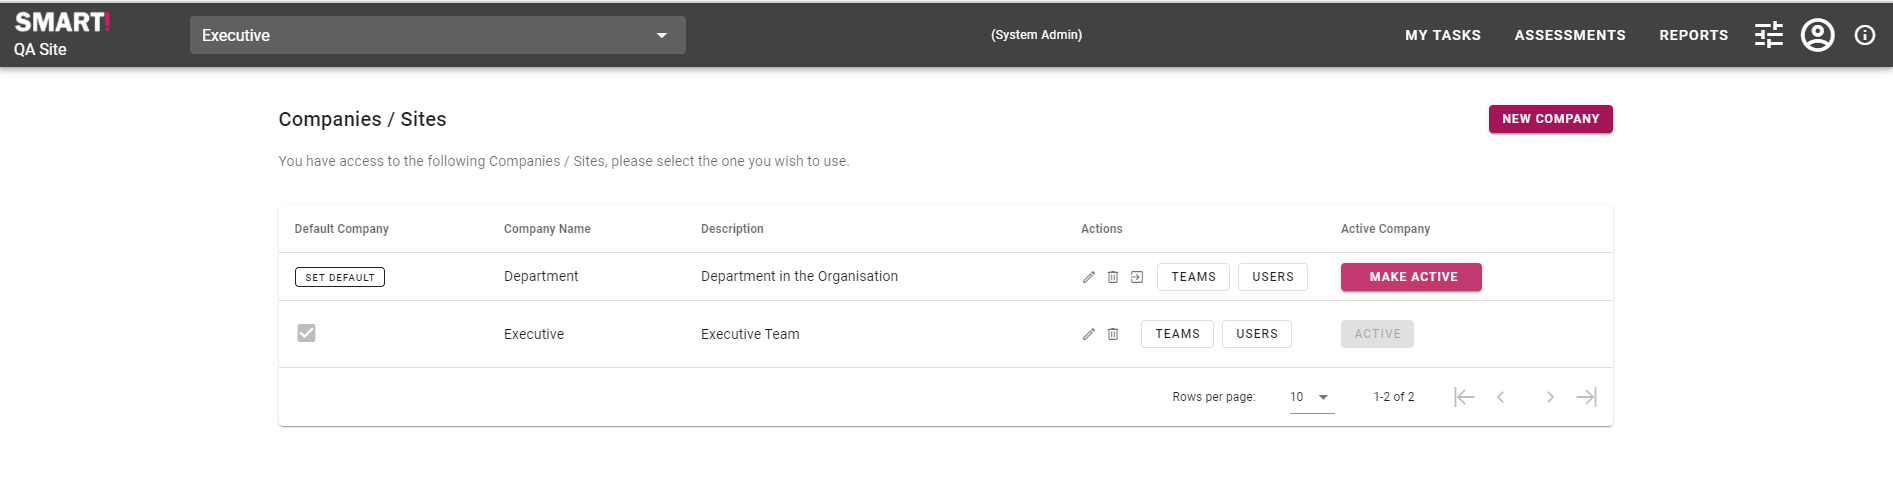 SMART!
QA Site
Executive
(System Admin)
MY TASKS ASSESSMENTS REPORTS
Companies / Sites
NEW COMPANY
You have access to the following Companies / Sites, please select the one you wish to use.
Default Company Company Name Description Actions Active Company
SET DEFAULT Department Department in the Organisation TEAMS USERS MAKE ACTIVE
Executive Executive Team TEAMS USERS ACTIVE
Rows per page: 10 1-2 of 2